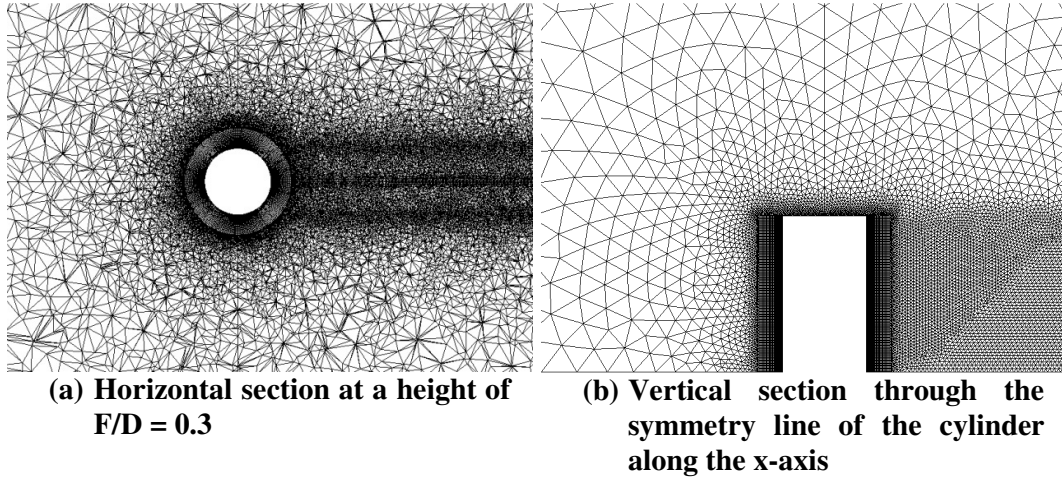 (a) Horizontal section at a height of
F/D = 0.3
(b) Vertical section through the
symmetry line of the cylinder
along the x-axis